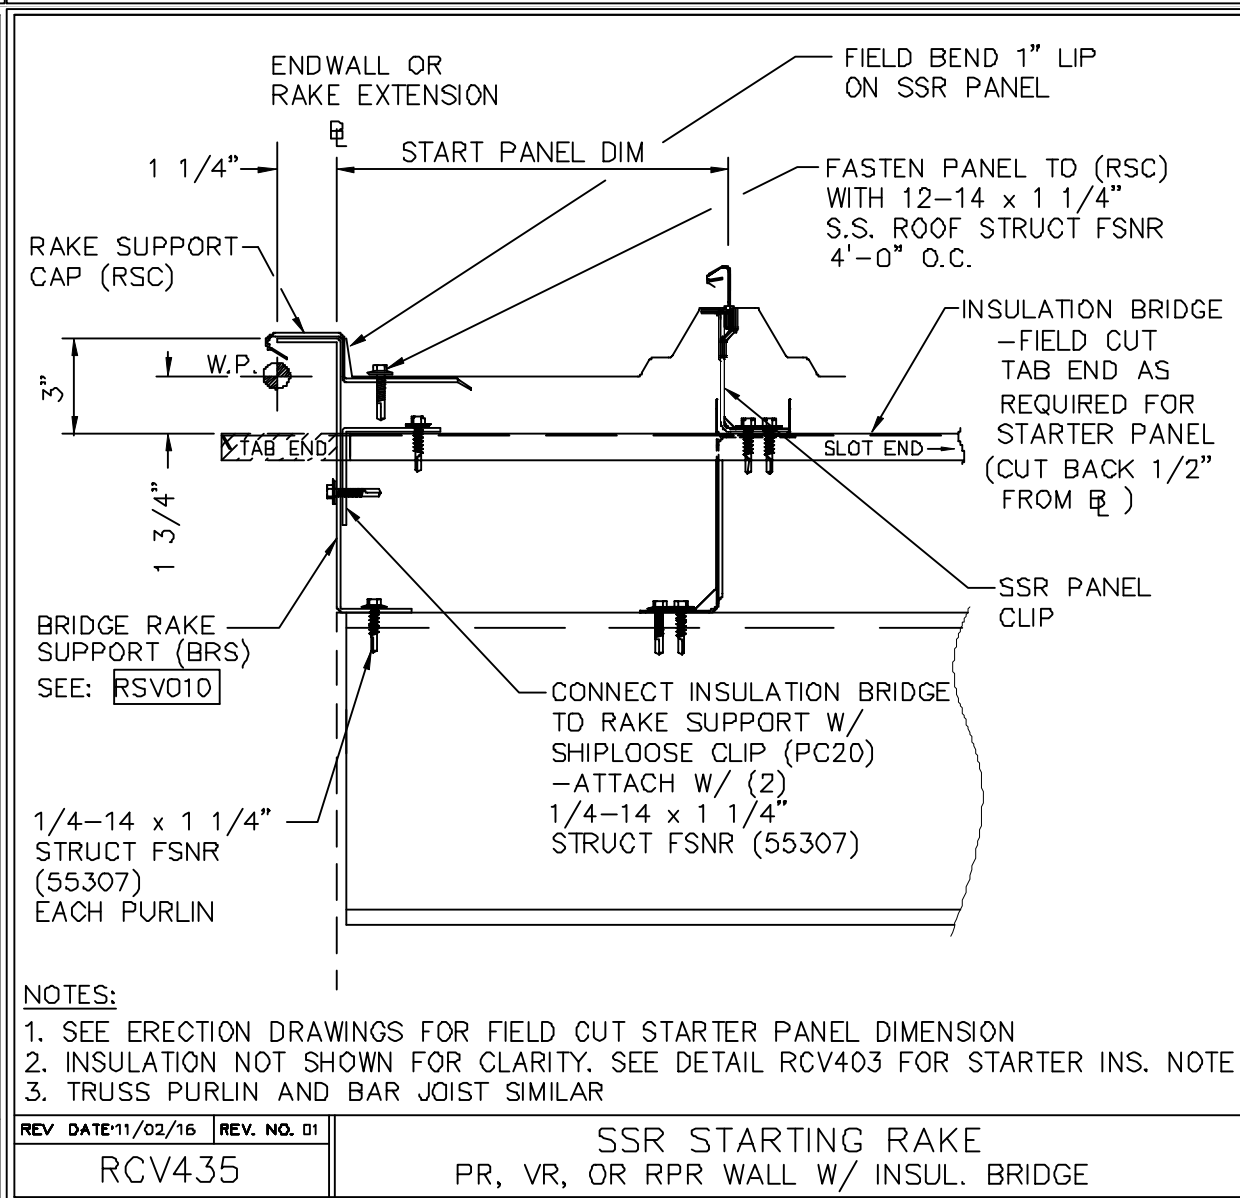 ENDWALL OR
RAKE EXTENSION
FIELD BEND 1" LIP
ON SSR PANEL
START PANEL DIM
1 1/4"
FASTEN PANEL TO (RSC)
WITH 12-14 x 1 1/4"
S.S. ROOF STRUCT FSNR
4'-0" O.C.
RAKE SUPPORT
CAP (RSC)
INSULATION BRIDGE
-FIELD CUT
TAB END AS
REQUIRED FOR
STARTER PANEL
(CUT BACK 1/2"
FROM BL )
W.P.
3"
TAB END
SLOT END
1 3/4"
SSR PANEL
CLIP
BRIDGE RAKE
SUPPORT (BRS)
SEE: RSV010
CONNECT INSULATION BRIDGE
TO RAKE SUPPORT W/
SHIPLOOSE CLIP (PC20)
-ATTACH W/ (2)
1/4-14 x 1 1/4"
STRUCT FSNR (55307)
1/4-14 x 1 1/4"
STRUCT FSNR
(55307)
EACH PURLIN
NOTES:
1. SEE ERECTION DRAWINGS FOR FIELD CUT STARTER PANEL DIMENSION
2. INSULATION NOT SHOWN FOR CLARITY. SEE DETAIL RCV403 FOR STARTER INS. NOTE
3. TRUSS PURLIN AND BAR JOIST SIMILAR
REV DATE:11/02/16 REV. NO. 01
RCV435
SSR STARTING RAKE
PR, VR, OR RPR WALL W/ INSUL. BRIDGE